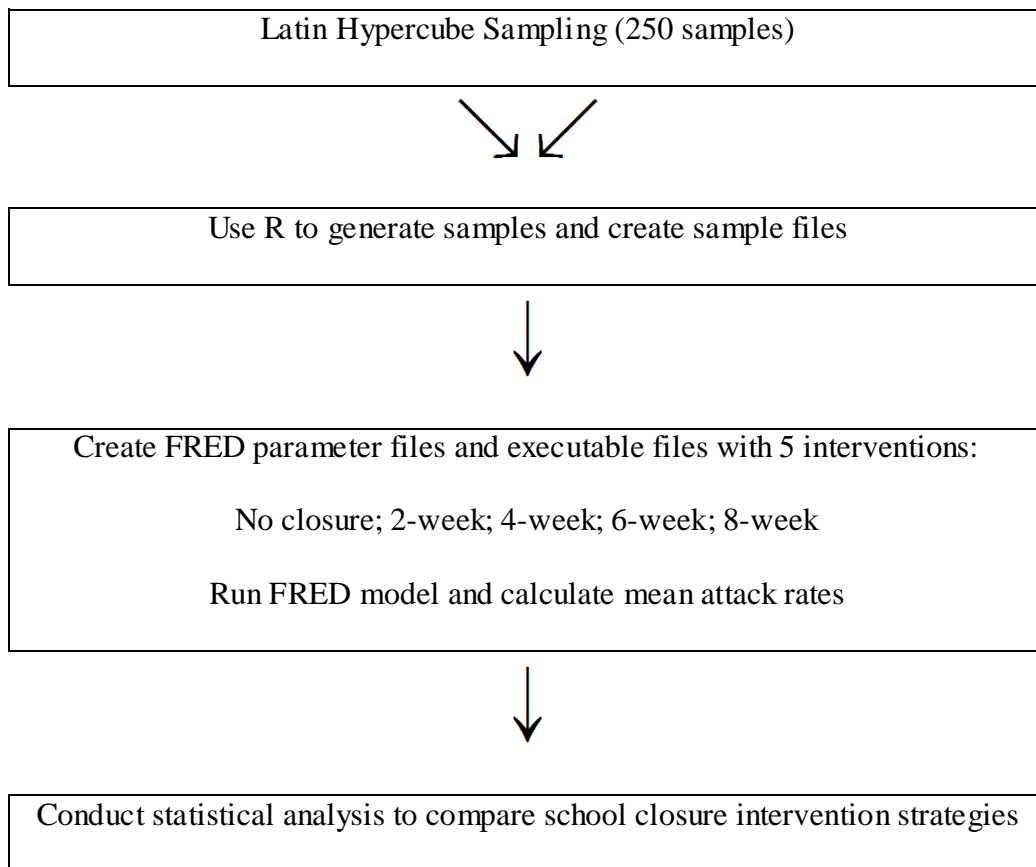 Latin Hypercube Sampling (250 samples)
Use R to generate samples and create sample files
Create FRED parameter files and executable files with 5 interventions:
No closure; 2-week; 4-week; 6-week; 8-week
Run FRED model and calculate mean attack rates
Conduct statistical analysis to compare school closure intervention strategies